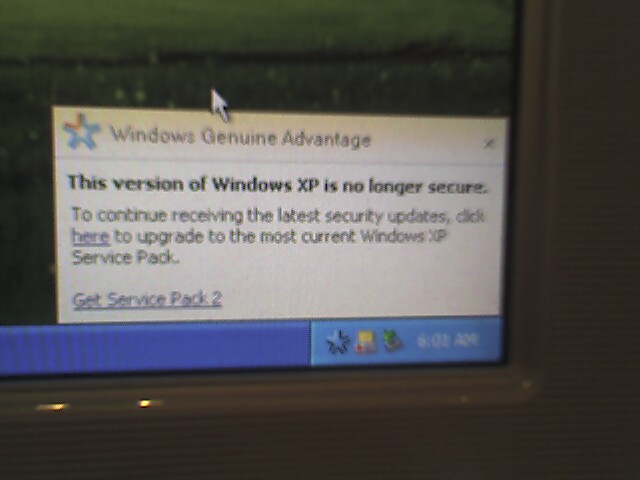 Windows Genuine Advantage
This version of Windows XP is no longer secure.
To continue receiving the latest security updates, click
here to upgrade to the most current Windows XP
Service Pack.
Get Service Pack 2
6:01 AM